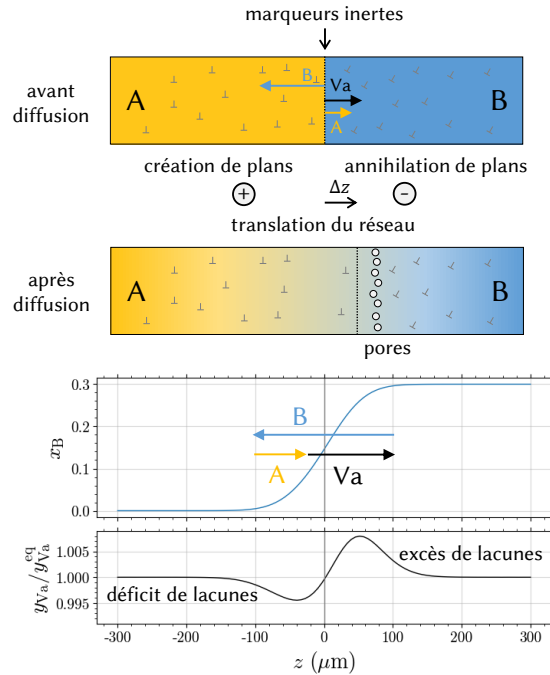 marqueurs inertes
avant
diffusion
A
B
Va
A
B
création de plans
annihilation de plans
+
Δz
-
translation du réseau
après
diffusion
A
B
pores
0.3
0.2
0.1
0.0
x_B
B
A
Va
1.005
1.000
0.995
y_Va/y_Va^eq
excès de lacunes
déficit de lacunes
-300 -200 -100 0 100 200 300
z (μm)